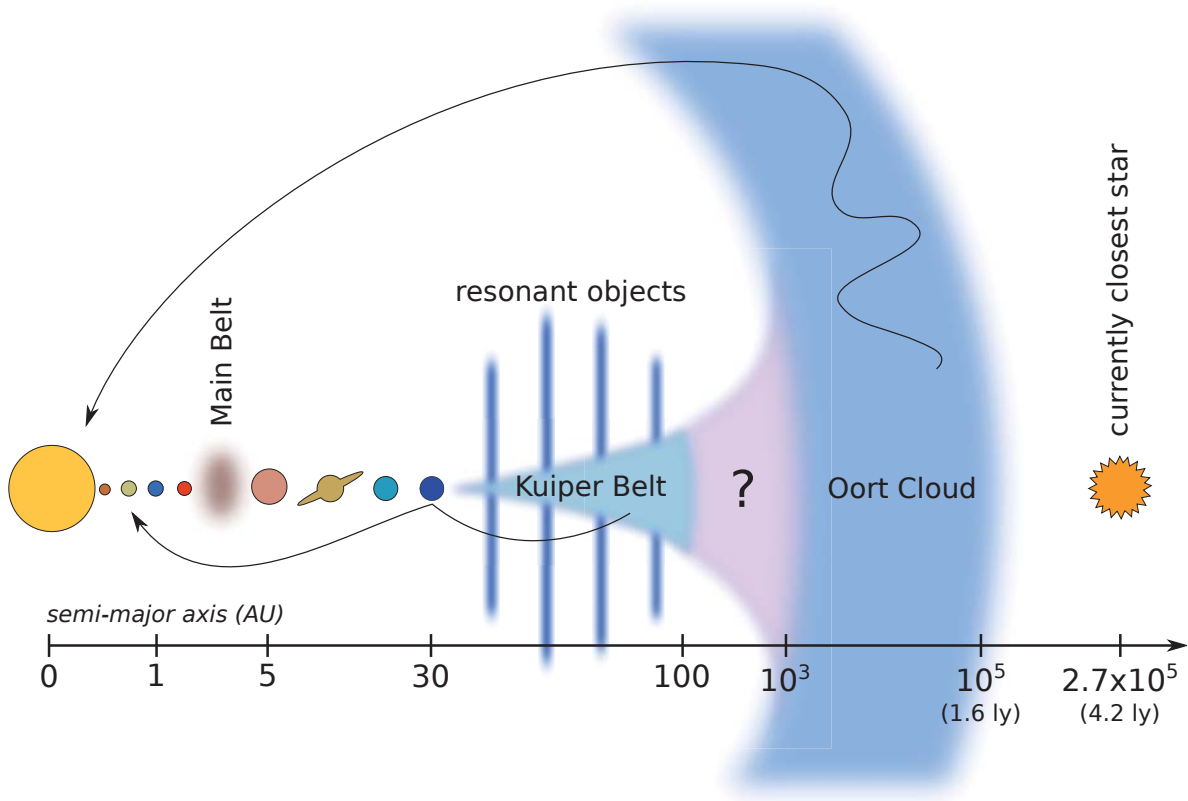 resonant objects
Main Belt
currently closest star
Kuiper Belt
?
Oort Cloud
semi-major axis (AU)
0
1
5
30
100
10³
10⁵
(1.6 ly)
2.7x10⁵
(4.2 ly)